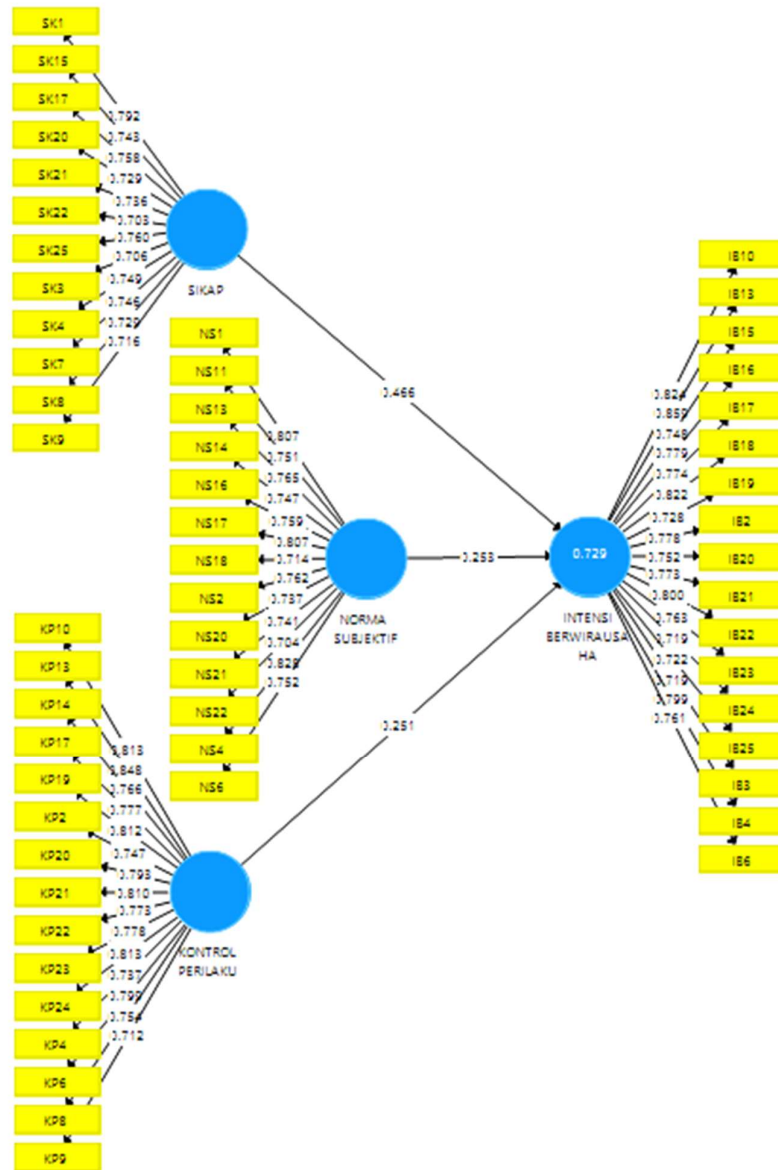 SK1
SK15
SK17
SK20
SK21
SK22
SK25
SK3
SK4
SK7
SK8
SK9
0.792
0.743
0.758
0.729
0.736
0.703
0.760
0.706
0.749
0.746
0.729
0.716
SIKAP
NS1
NS11
NS13
NS14
NS16
NS17
NS18
NS2
NS20
NS21
NS22
NS4
NS6
0.807
0.751
0.765
0.747
0.759
0.807
0.714
0.762
0.737
0.741
0.704
0.828
0.752
NORMA
SUBJEKTIF
KP10
KP13
KP14
KP17
KP19
KP2
KP20
KP21
KP22
KP23
KP24
KP4
KP6
KP8
KP9
0.813
0.848
0.766
0.777
0.812
0.747
0.793
0.810
0.773
0.778
0.813
0.737
0.799
0.754
0.712
KONTROL
PERILAKU
0.466
0.253
0.251
0.729
INTENSI
BERWIRAUSA
HA
0.824
0.859
0.748
0.779
0.774
0.822
0.728
0.778
0.752
0.773
0.800
0.763
0.719
0.722
0.719
0.799
0.761
IB10
IB13
IB15
IB16
IB17
IB18
IB19
IB2
IB20
IB21
IB22
IB23
IB24
IB25
IB3
IB4
IB6